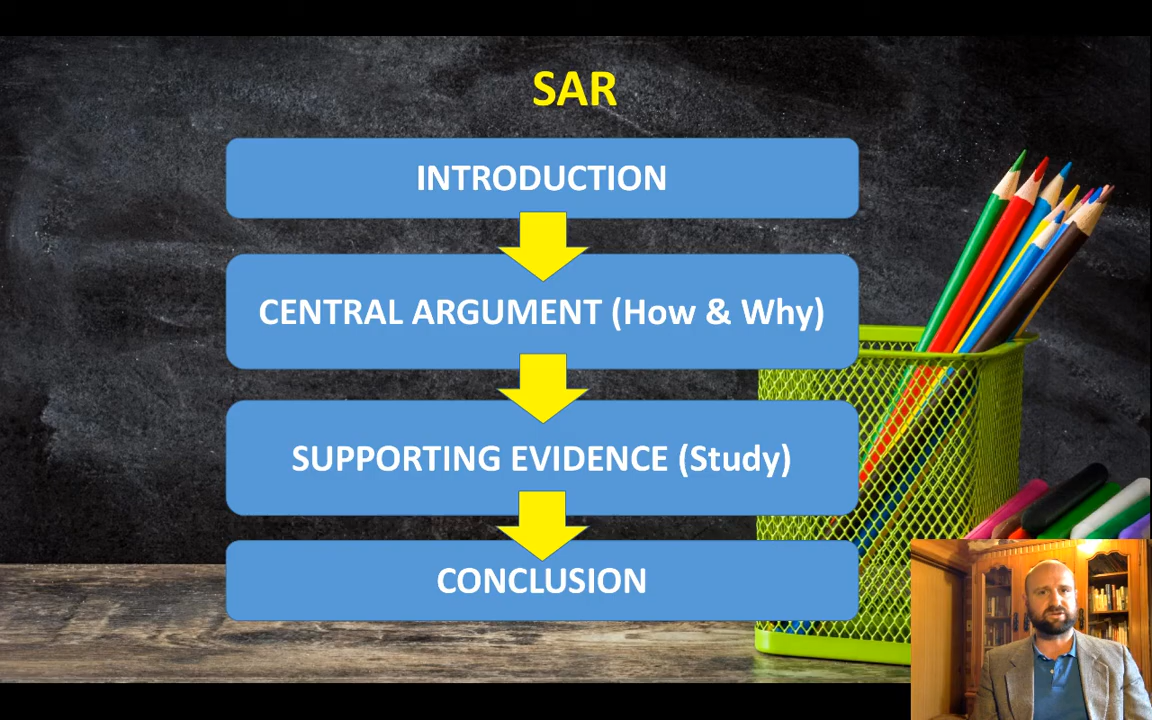 SAR
INTRODUCTION
CENTRAL ARGUMENT (How & Why)
SUPPORTING EVIDENCE (Study)
CONCLUSION